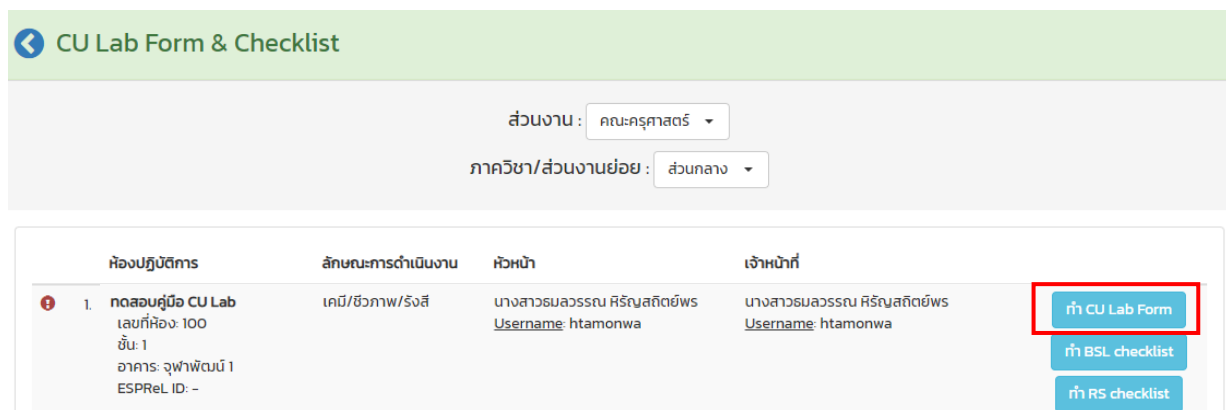 CU Lab Form & Checklist
ส่วนงาน : คณะครุศาสตร์
ภาควิชา/ส่วนงานย่อย : ส่วนกลาง
ห้องปฏิบัติการ ลักษณะการดำเนินงาน หัวหน้า เจ้าหน้าที่
1. ทดสอบคู่มือ CU Lab เคมี/ชีวภาพ/รังสี นางสาวธมลวรรณ หิรัญสถิตย์พร นางสาวธมลวรรณ หิรัญสถิตย์พร ทำ CU Lab Form
เลขที่ห้อง: 100 Username: htamonwa Username: htamonwa
ชั้น: 1 ทำ BSL checklist
อาคาร: จุฬาพัฒน์ 1
ESPReL ID: - ทำ RS checklist